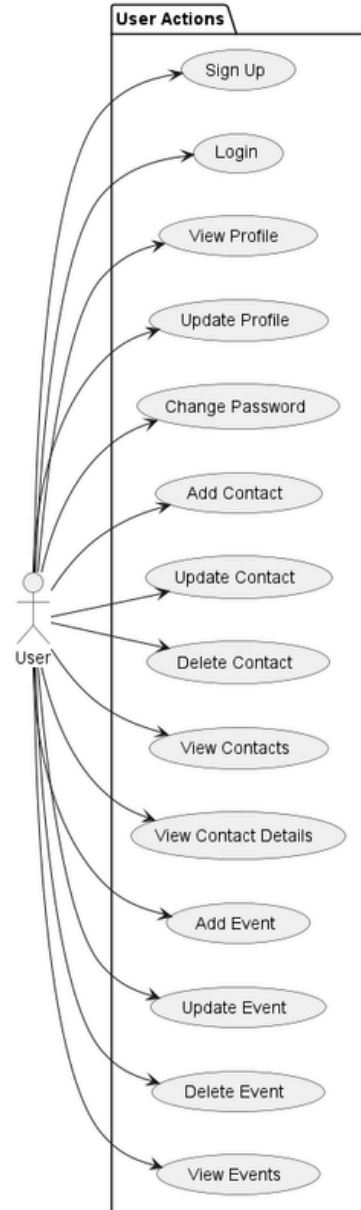 User Actions
Sign Up
Login
View Profile
Update Profile
Change Password
Add Contact
Update Contact
Delete Contact
User
View Contacts
View Contact Details
Add Event
Update Event
Delete Event
View Events